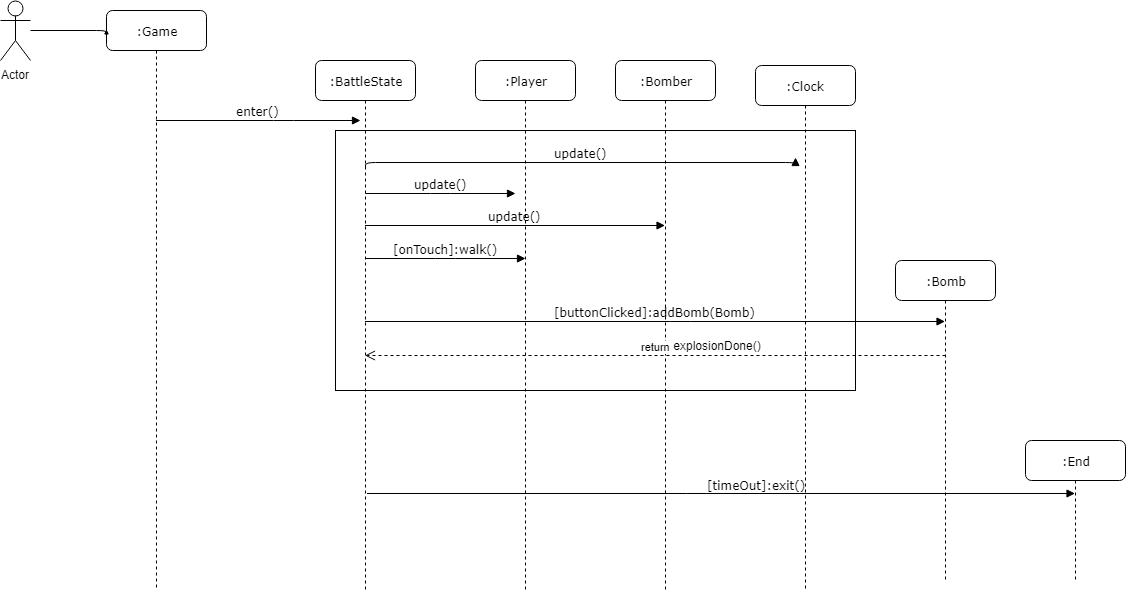 :Game
Actor
:BattleState
:Player
:Bomber
:Clock
enter()
update()
update()
update()
[onTouch]:walk()
:Bomb
[buttonClicked]:addBomb(Bomb)
return explosionDone()
:End
[timeOut]:exit()